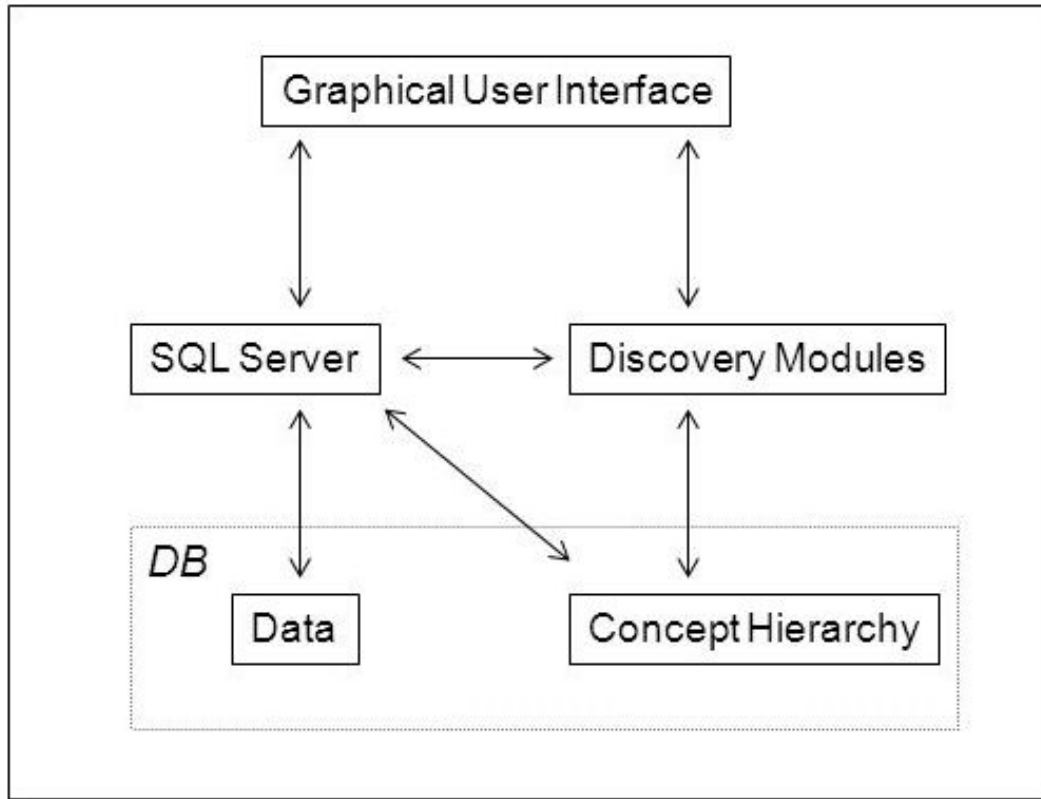 Graphical User Interface
SQL Server
Discovery Modules
DB
Data
Concept Hierarchy